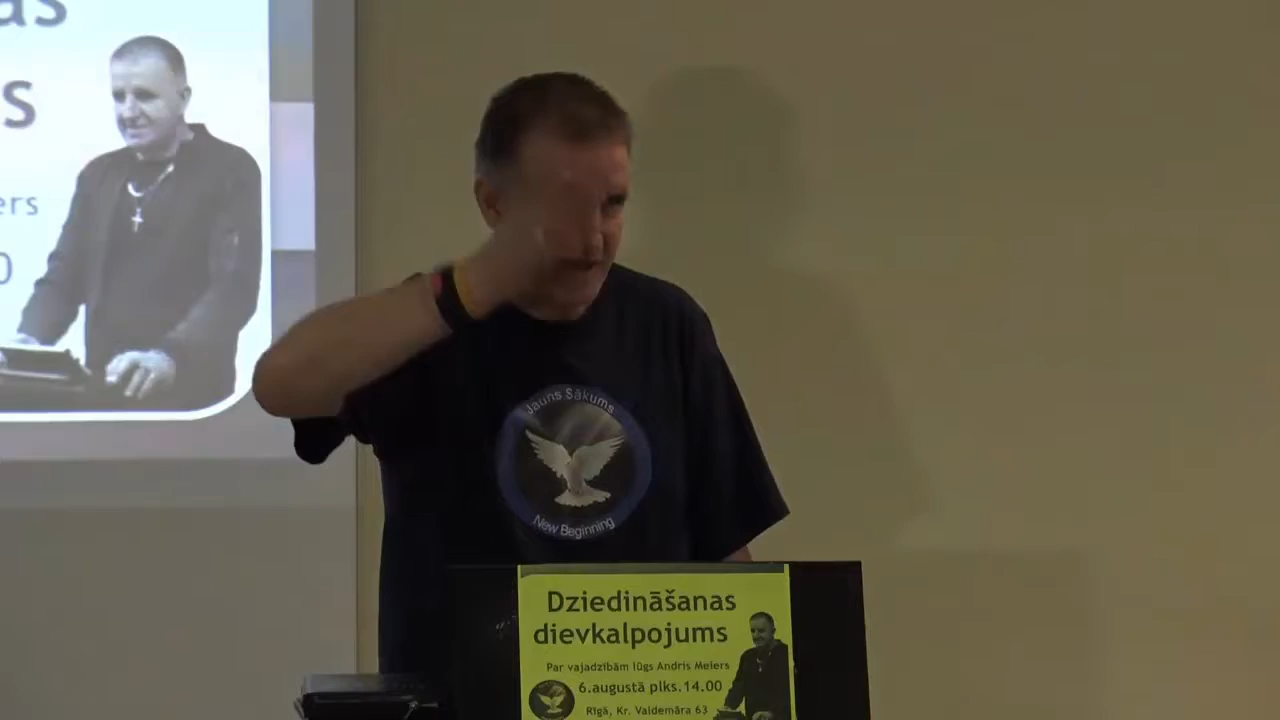 as
s
ers
0
Jauns Sākums
New Beginning
Dziedināšanas
dievkalpojums
Par vajadzībām lūgs Andris Meiers
6.augustā plks.14.00
Rīgā, Kr. Valdemāra 63